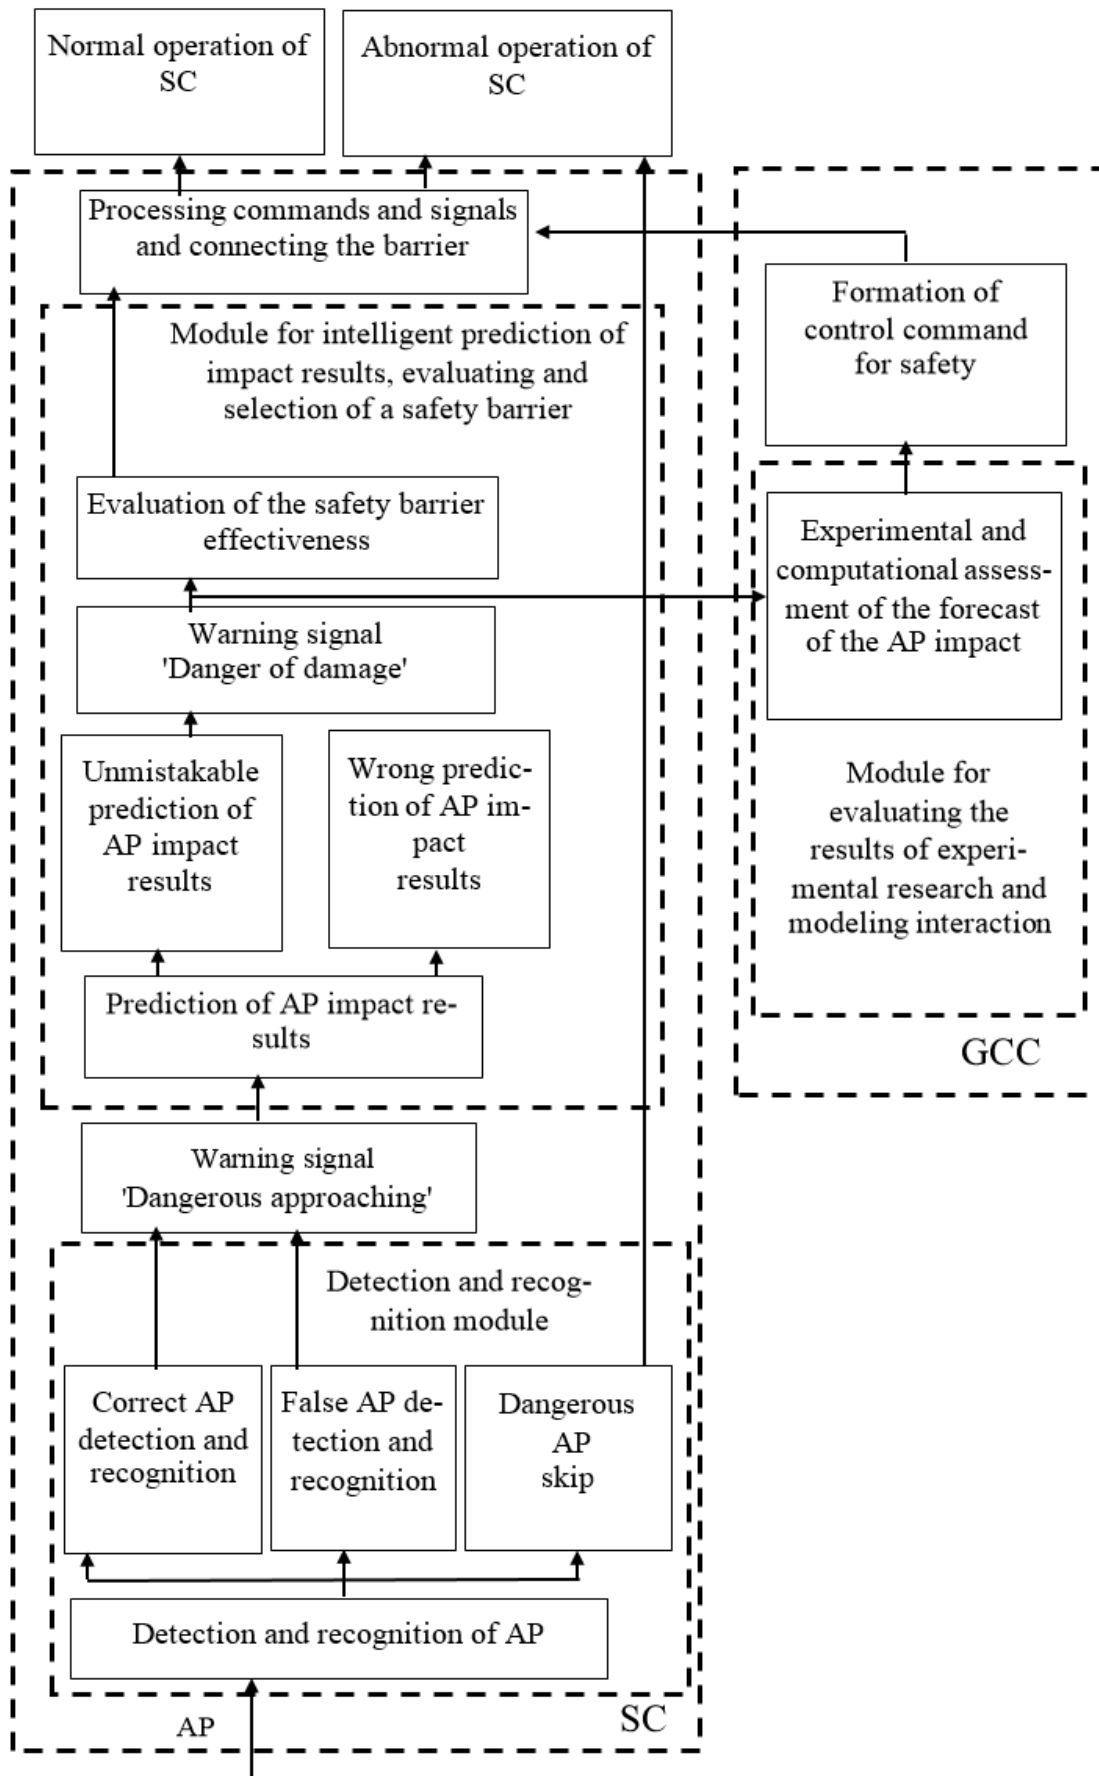 Normal operation of
SC
Abnormal operation of
SC
Processing commands and signals
and connecting the barrier
Module for intelligent prediction of
impact results, evaluating and
selection of a safety barrier
Evaluation of the safety barrier
effectiveness
Warning signal
'Danger of damage'
Unmistakable
prediction of
AP impact
results
Wrong predic-
tion of AP im-
pact
results
Prediction of AP impact re-
sults
Warning signal
'Dangerous approaching'
Detection and recog-
nition module
Correct AP
detection and
recognition
False AP de-
tection and
recognition
Dangerous
AP
skip
Detection and recognition of AP
AP
SC
Formation of
control command
for safety
Experimental and
computational assess-
ment of the forecast
of the AP impact
Module for
evaluating the
results of experi-
mental research and
modeling interaction
GCC